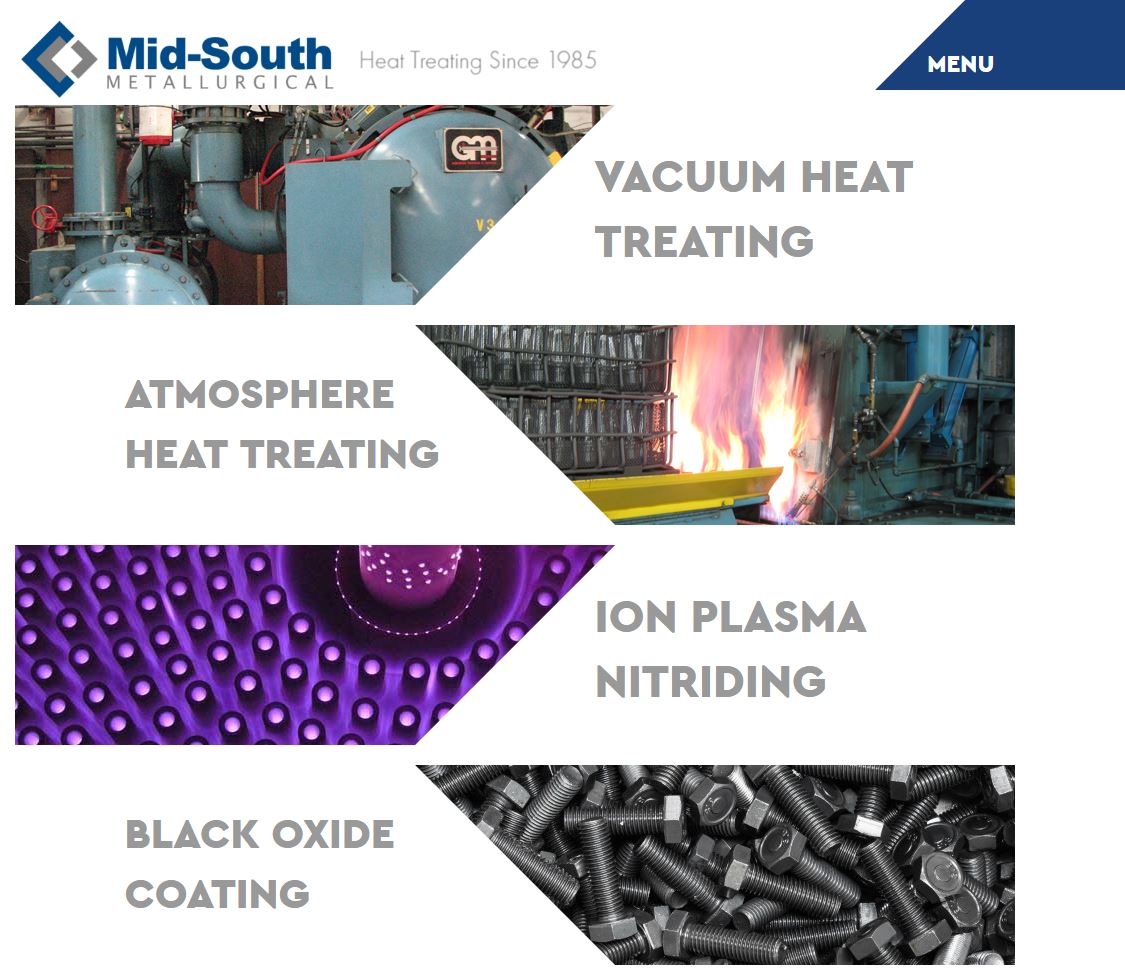 Mid-South
METALLURGICAL
Heat Treating Since 1985
MENU
GM
VACUUM HEAT
TREATING
ATMOSPHERE
HEAT TREATING
ION PLASMA
NITRIDING
BLACK OXIDE
COATING